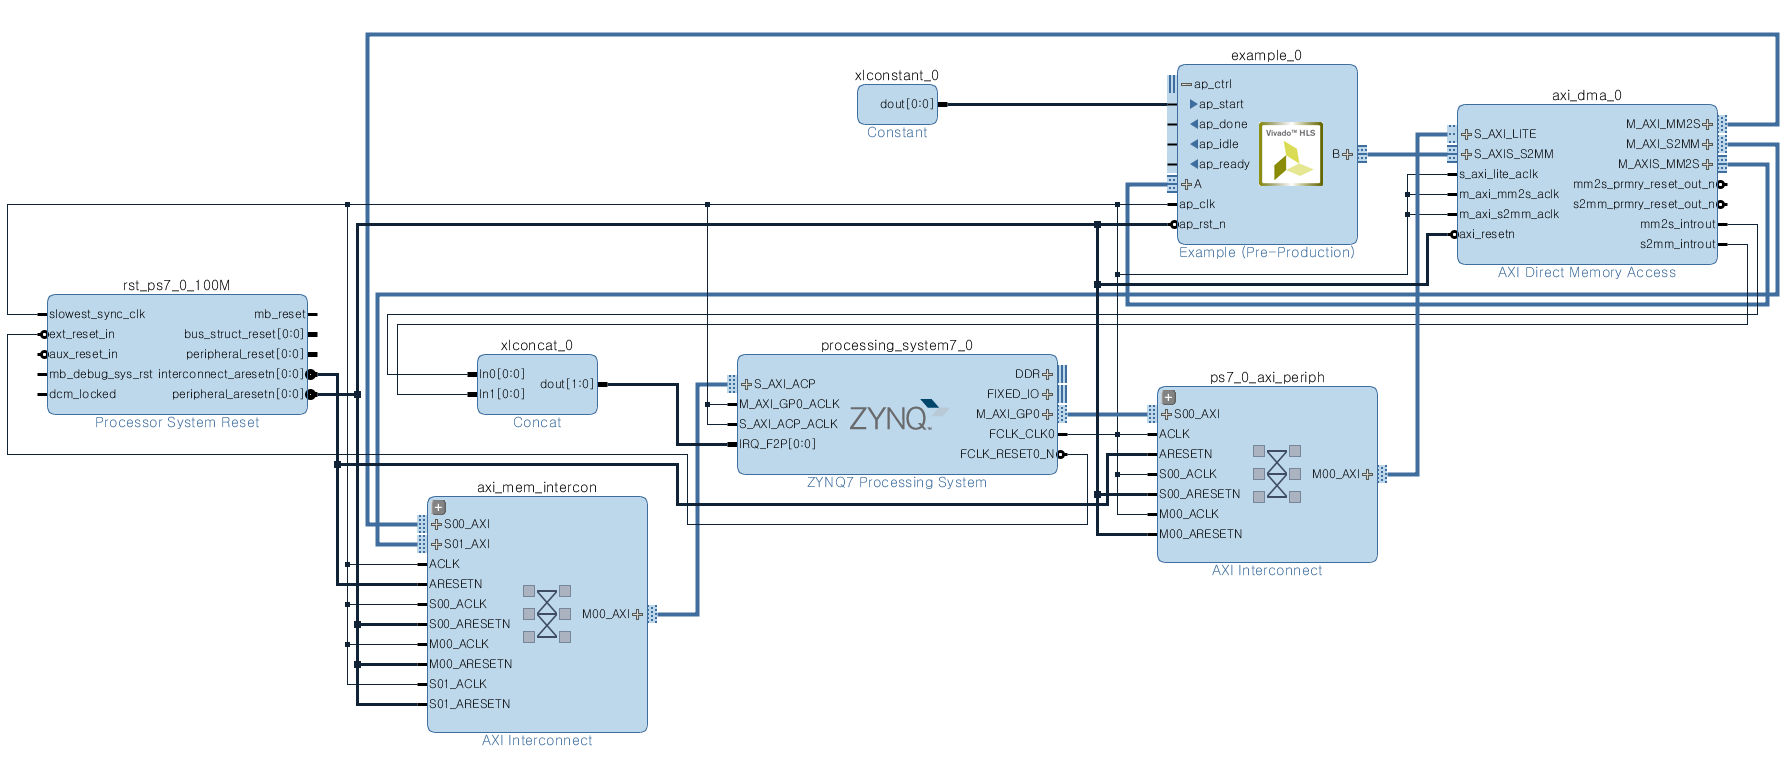 example_0
ap_ctrl
ap_start
ap_done
ap_idle
ap_ready
A
ap_clk
ap_rst_n
Vivado™ HLS
B
Example (Pre-Production)
xlconstant_0
dout[0:0]
Constant
axi_dma_0
S_AXI_LITE
S_AXIS_S2MM
s_axi_lite_aclk
m_axi_mm2s_aclk
m_axi_s2mm_aclk
axi_resetn
M_AXI_MM2S
M_AXI_S2MM
M_AXIS_MM2S
mm2s_prmry_reset_out_n
s2mm_prmry_reset_out_n
mm2s_introut
s2mm_introut
AXI Direct Memory Access
rst_ps7_0_100M
slowest_sync_clk
ext_reset_in
aux_reset_in
mb_debug_sys_rst
dcm_locked
mb_reset
bus_struct_reset[0:0]
peripheral_reset[0:0]
interconnect_aresetn[0:0]
peripheral_aresetn[0:0]
Processor System Reset
xlconcat_0
In0[0:0]
In1[0:0]
dout[1:0]
Concat
processing_system7_0
S_AXI_ACP
M_AXI_GP0_ACLK
S_AXI_ACP_ACLK
IRQ_F2P[0:0]
ZYNQ
DDR
FIXED_IO
M_AXI_GP0
FCLK_CLK0
FCLK_RESET0_N
ZYNQ7 Processing System
ps7_0_axi_periph
S00_AXI
ACLK
ARESETN
S00_ACLK
S00_ARESETN
M00_ACLK
M00_ARESETN
M00_AXI
AXI Interconnect
axi_mem_intercon
S00_AXI
S01_AXI
ACLK
ARESETN
S00_ACLK
S00_ARESETN
M00_ACLK
M00_ARESETN
S01_ACLK
S01_ARESETN
M00_AXI
AXI Interconnect